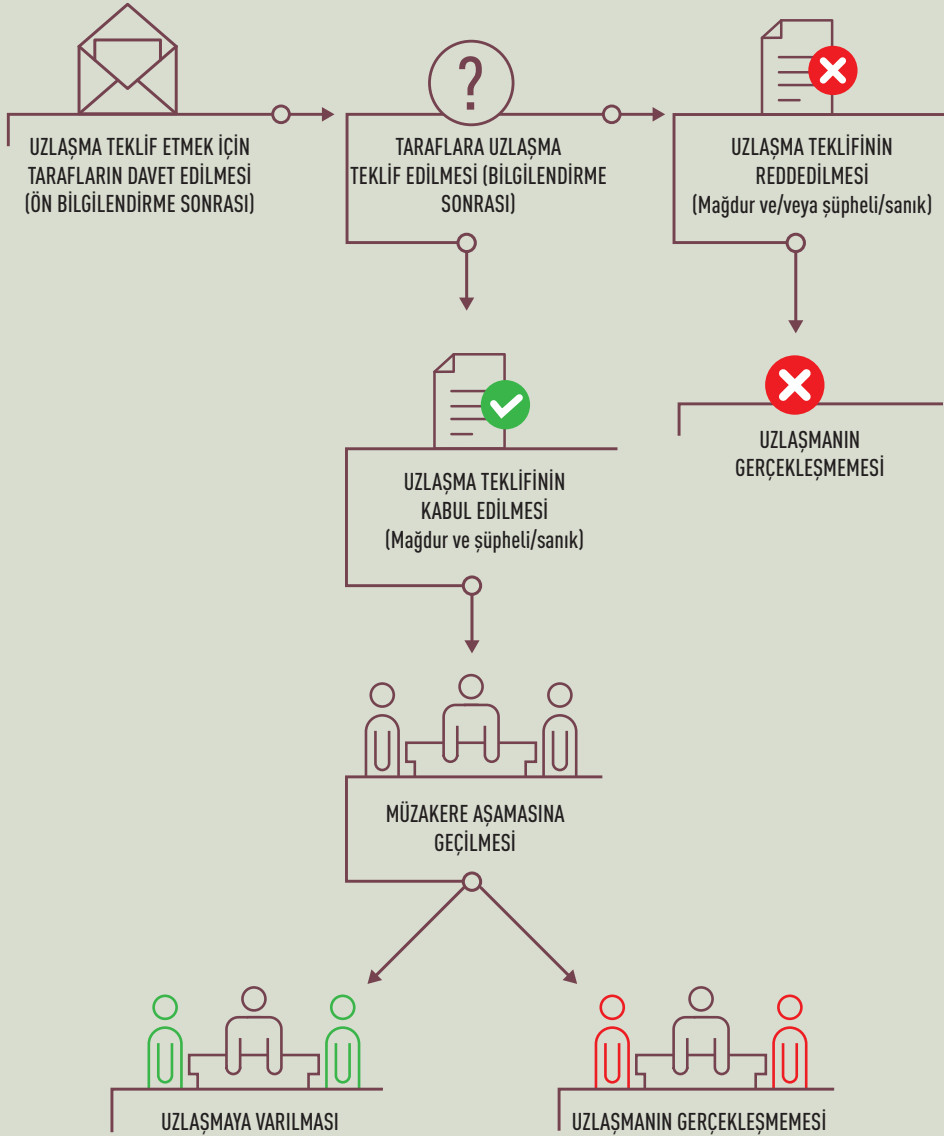 UZLAŞMA TEKLİF ETMEK İÇİN
TARAFLARIN DAVET EDİLMESİ
(ÖN BİLGİLENDİRME SONRASI)
?
TARAFLARA UZLAŞMA
TEKLİF EDİLMESİ (BİLGİLENDİRME
SONRASI)
UZLAŞMA TEKLİFİNİN
REDDEDİLMESİ
(Mağdur ve/veya şüpheli/sanık)
UZLAŞMANIN
GERÇEKLEŞMEMESİ
UZLAŞMA TEKLİFİNİN
KABUL EDİLMESİ
(Mağdur ve şüpheli/sanık)
MÜZAKERE AŞAMASINA
GEÇİLMESİ
UZLAŞMAYA VARILMASI
UZLAŞMANIN GERÇEKLEŞMEMESİ